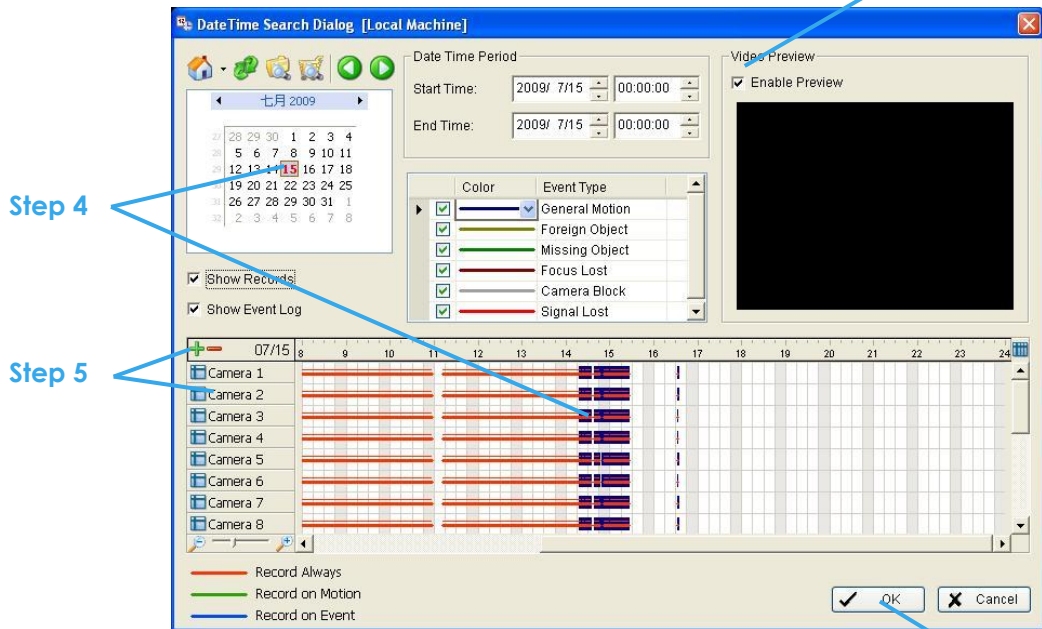 DateTime Search Dialog [Local Machine]
Date Time Period
Start Time: 2009/ 7/15 00:00:00
End Time: 2009/ 7/15 00:00:00
Video Preview
Enable Preview
七月 2009
27 28 29 30 1 2 3 4
28 5 6 7 8 9 10 11
29 12 13 14 15 16 17 18
30 19 20 21 22 23 24 25
31 26 27 28 29 30 31 1
32 2 3 4 5 6 7 8
Step 4
Color Event Type
General Motion
Foreign Object
Missing Object
Focus Lost
Camera Block
Signal Lost
Show Records
Show Event Log
Step 5
07/15 8 9 10 11 12 13 14 15 16 17 18 19 20 21 22 23 24
Camera 1
Camera 2
Camera 3
Camera 4
Camera 5
Camera 6
Camera 7
Camera 8
Record Always
Record on Motion
Record on Event
OK
Cancel